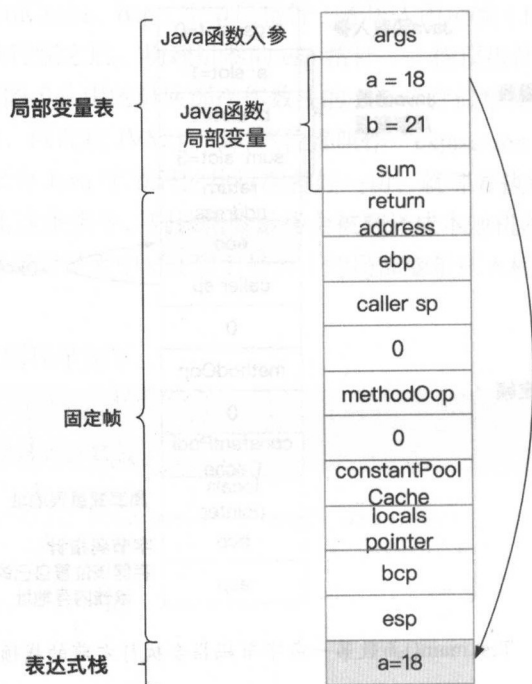 Java函数入参
args
局部变量表
Java函数
局部变量
a = 18
b = 21
sum
return
address
ebp
caller sp
0
methodOop
0
固定帧
constantPool
Cache
locals
pointer
bcp
esp
表达式栈
a=18